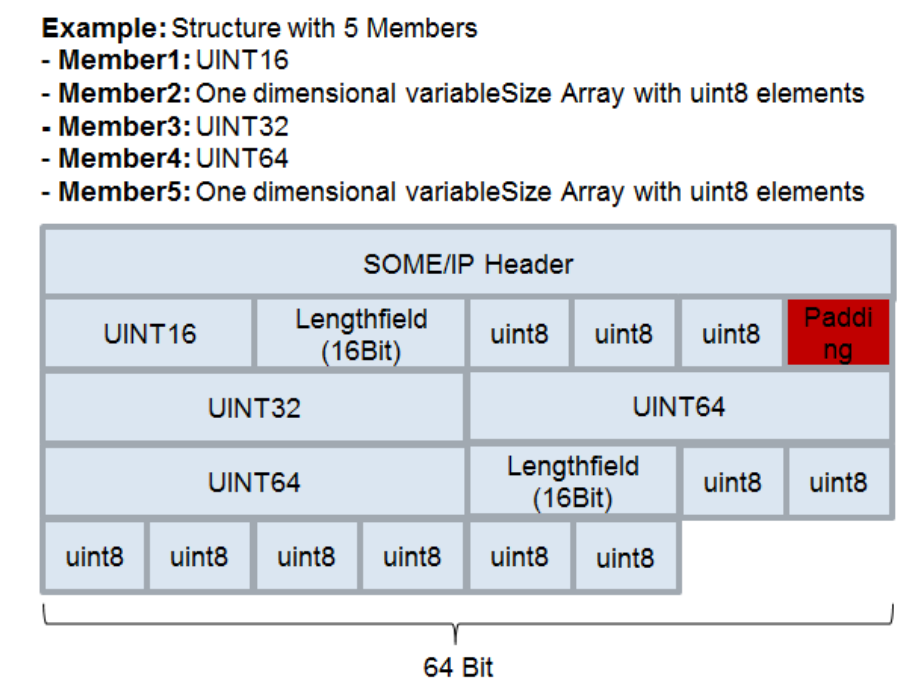 Example: Structure with 5 Members
- Member1: UINT16
- Member2: One dimensional variableSize Array with uint8 elements
- Member3: UINT32
- Member4: UINT64
- Member5: One dimensional variableSize Array with uint8 elements
SOME/IP Header
UINT16
Lengthfield
(16Bit)
uint8
uint8
uint8
Paddi
ng
UINT32
UINT64
UINT64
Lengthfield
(16Bit)
uint8
uint8
uint8
uint8
uint8
uint8
uint8
uint8
64 Bit